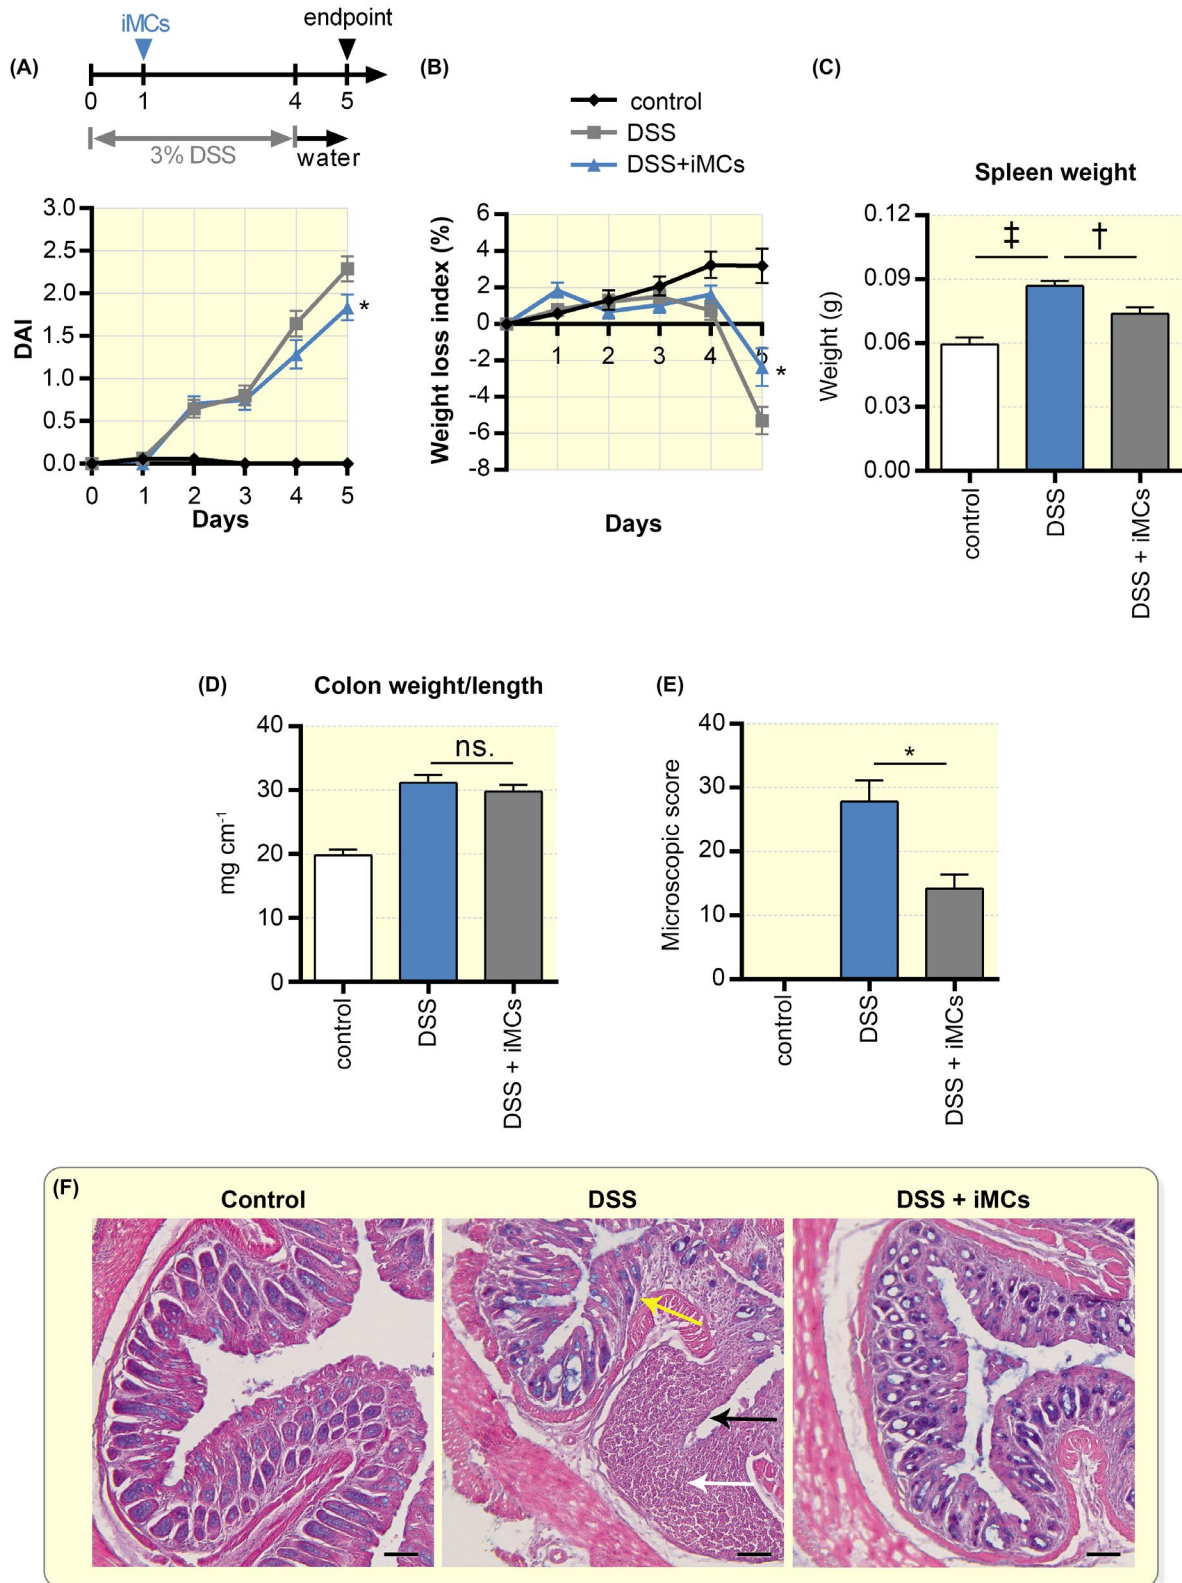 (A)
iMCs
endpoint
0 1 4 5
3% DSS
water
3.0
2.5
2.0
1.5
1.0
0.5
0.0
DAI
*
0 1 2 3 4 5
Days
(B)
control
DSS
DSS+iMCs
6
4
2
0
-2
-4
-6
-8
Weight loss index (%)
1 2 3 4 5
*
Days
(C)
Spleen weight
0.12
0.09
0.06
0.03
0.00
Weight (g)
‡ †
control
DSS
DSS + iMCs
(D)
Colon weight/length
40
30
20
10
0
mg cm⁻¹
ns.
control
DSS
DSS + iMCs
(E)
40
30
20
10
0
Microscopic score
*
control
DSS
DSS + iMCs
(F)
Control DSS DSS + iMCs